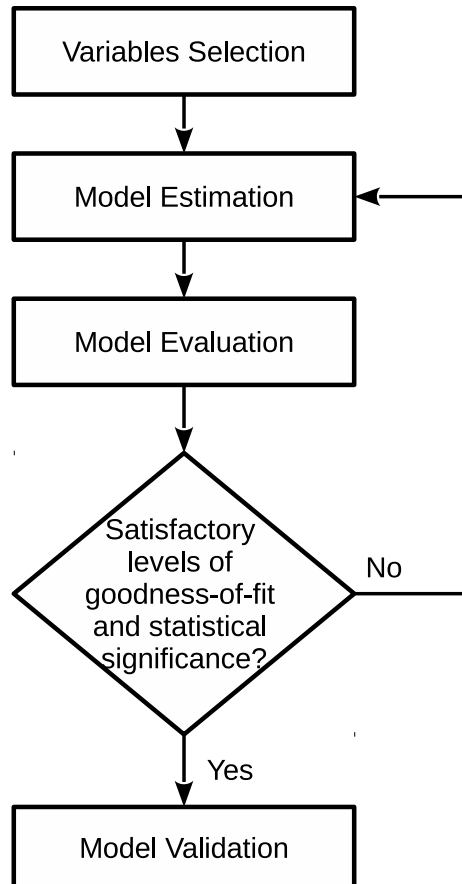 Variables Selection
Model Estimation
Model Evaluation
Satisfactory
levels of
goodness-of-fit
and statistical
significance?
No
Yes
Model Validation